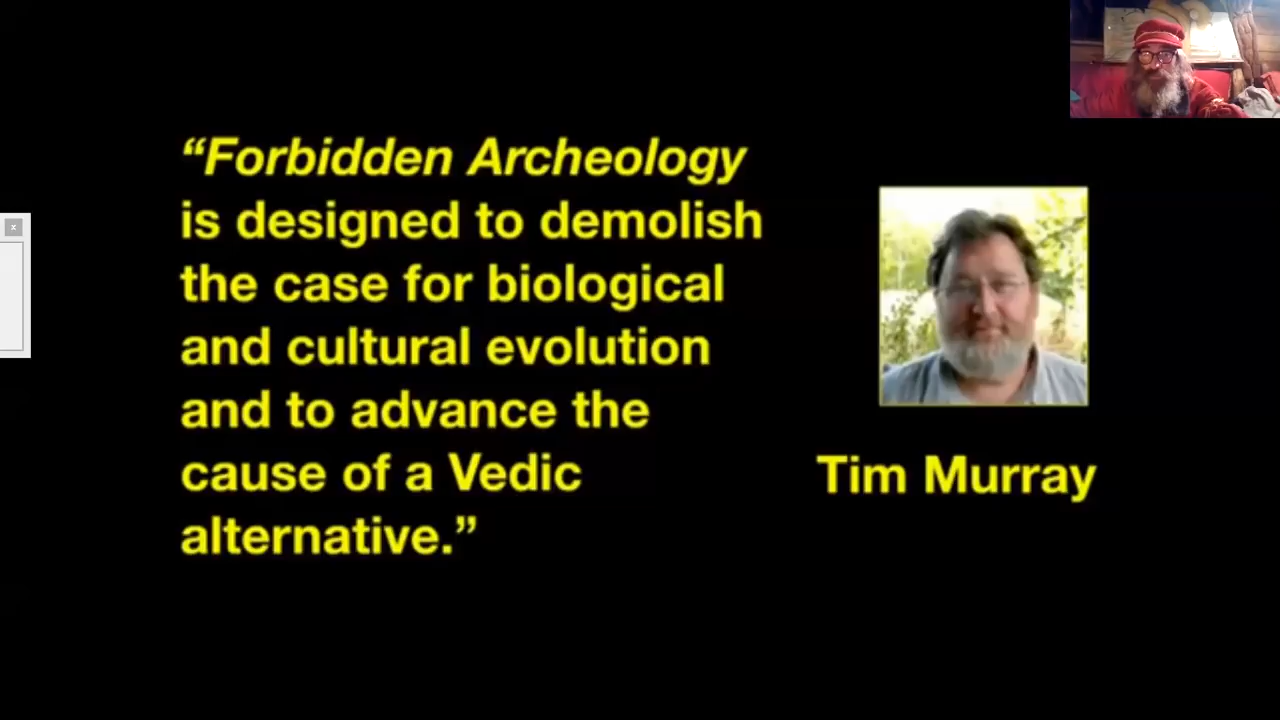 “Forbidden Archeology
is designed to demolish
the case for biological
and cultural evolution
and to advance the
cause of a Vedic
alternative.”
Tim Murray
x